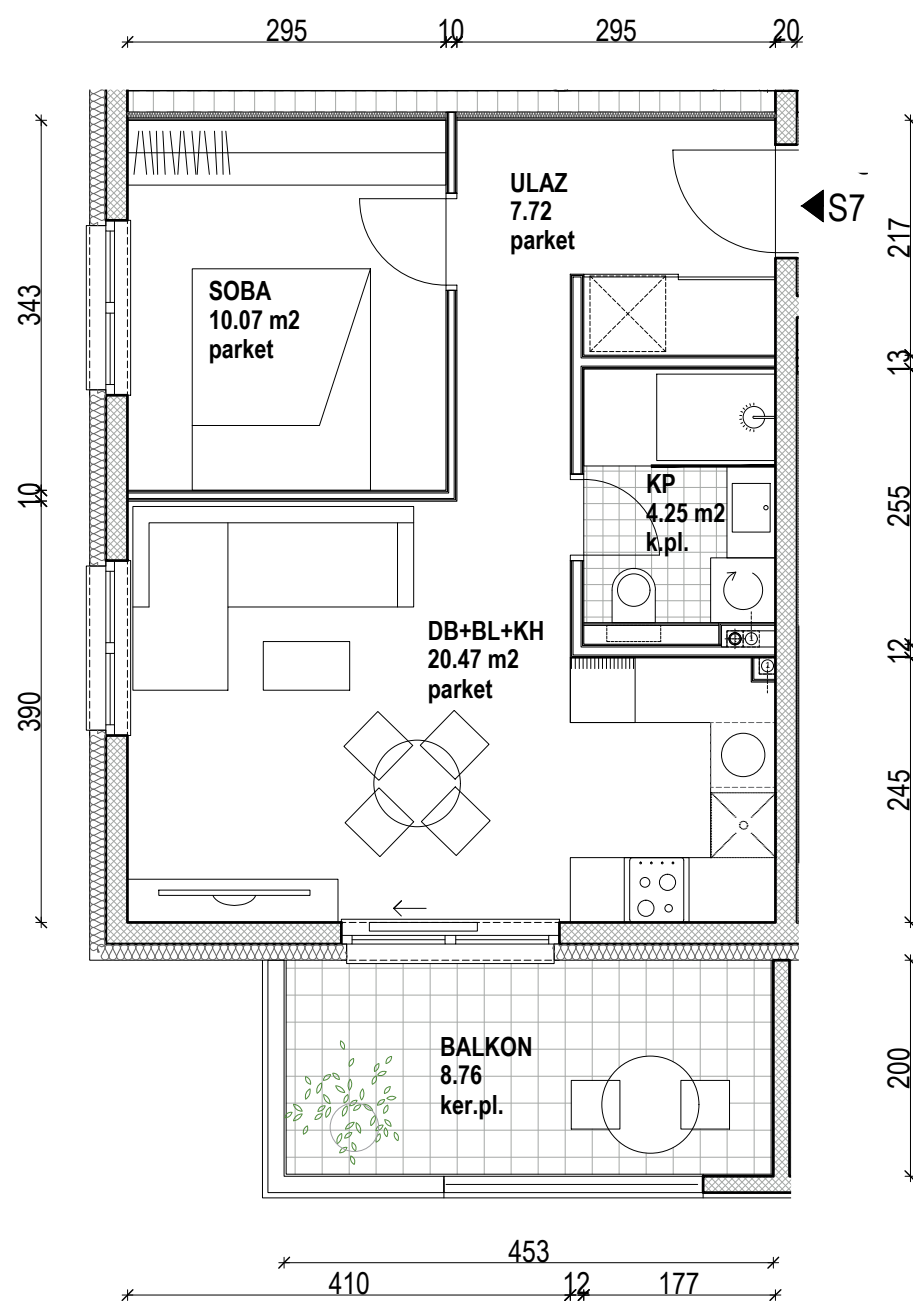 295
10
295
20
ULAZ
7.72
parket
S7
217
SOBA
10.07 m2
parket
343
13
10
KP
4.25 m2
k.pl.
255
DB+BL+KH
20.47 m2
parket
12
390
245
BALKON
8.76
ker.pl.
200
453
410
12
177